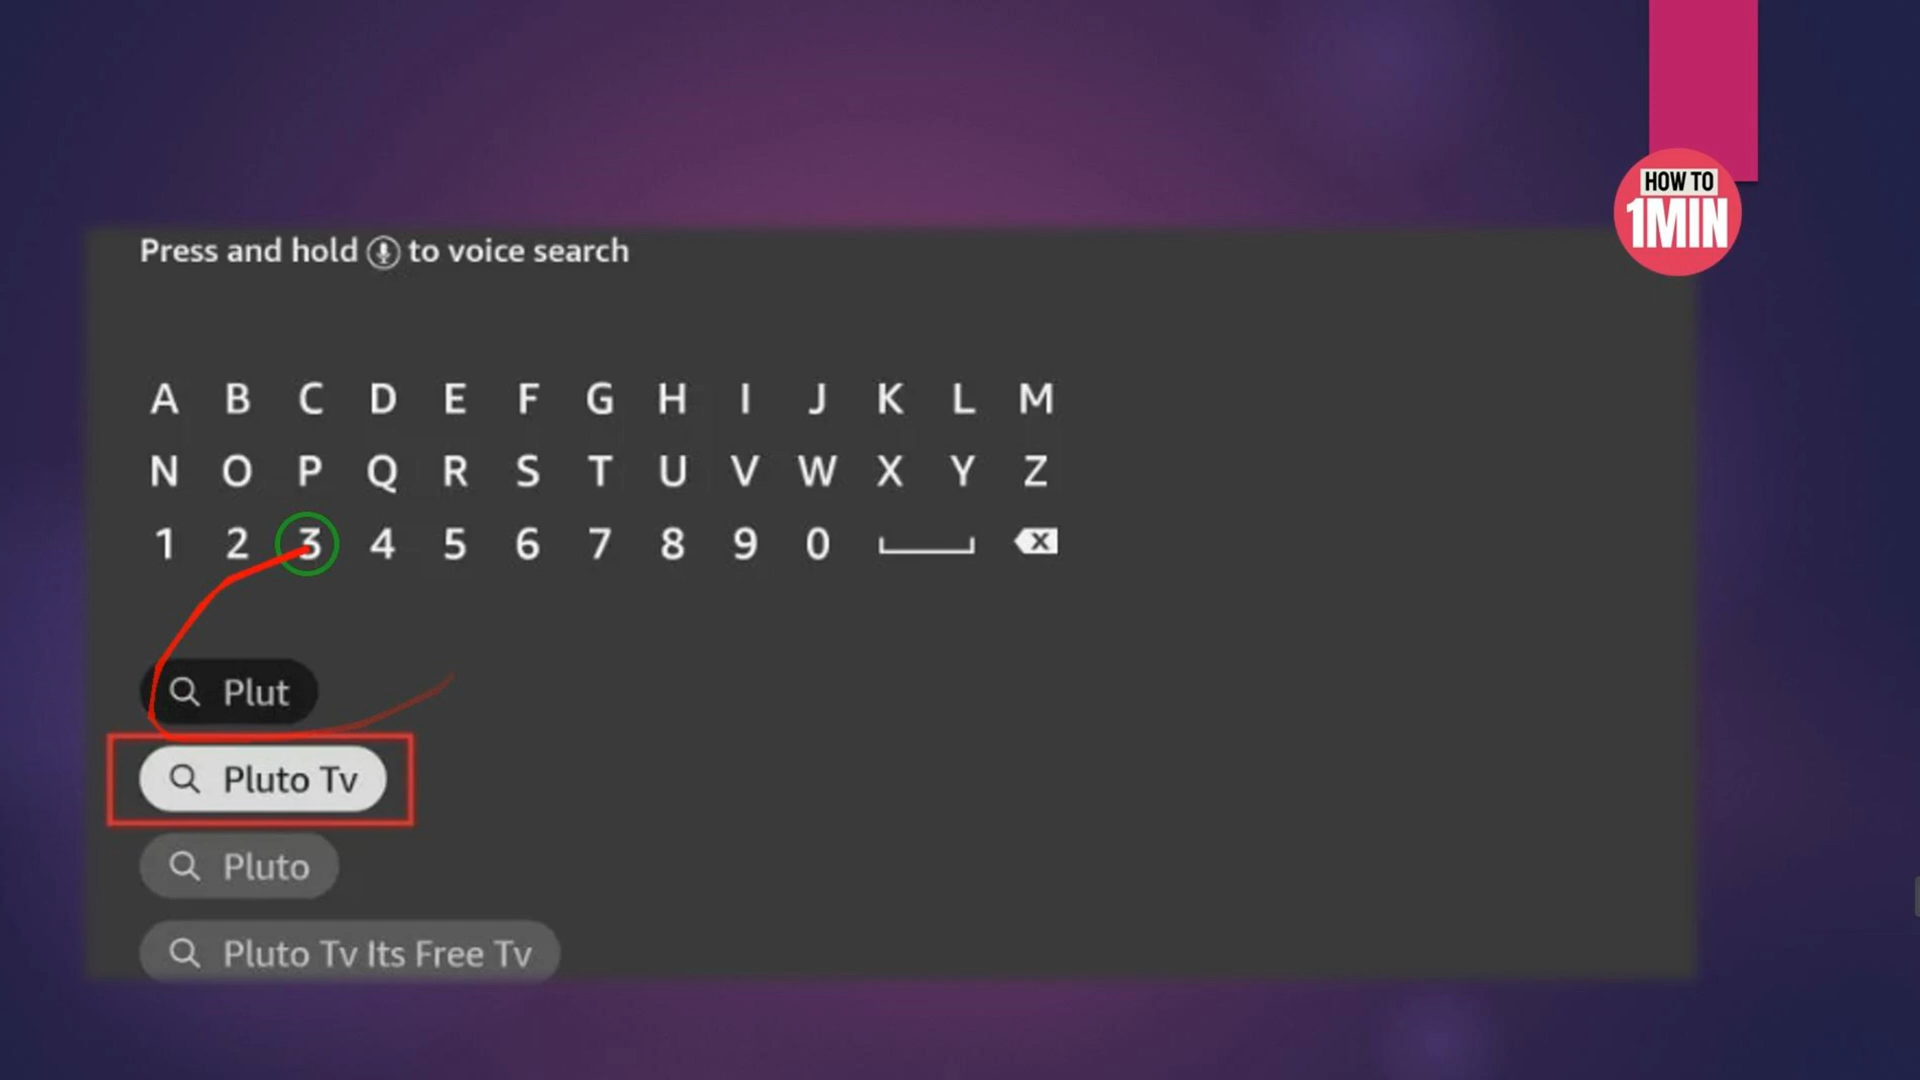 HOW TO
1MIN
Press and hold to voice search
A B C D E F G H I J K L M
N O P Q R S T U V W X Y Z
1 2 3 4 5 6 7 8 9 0
Plut
Pluto Tv
Pluto
Pluto Tv Its Free Tv